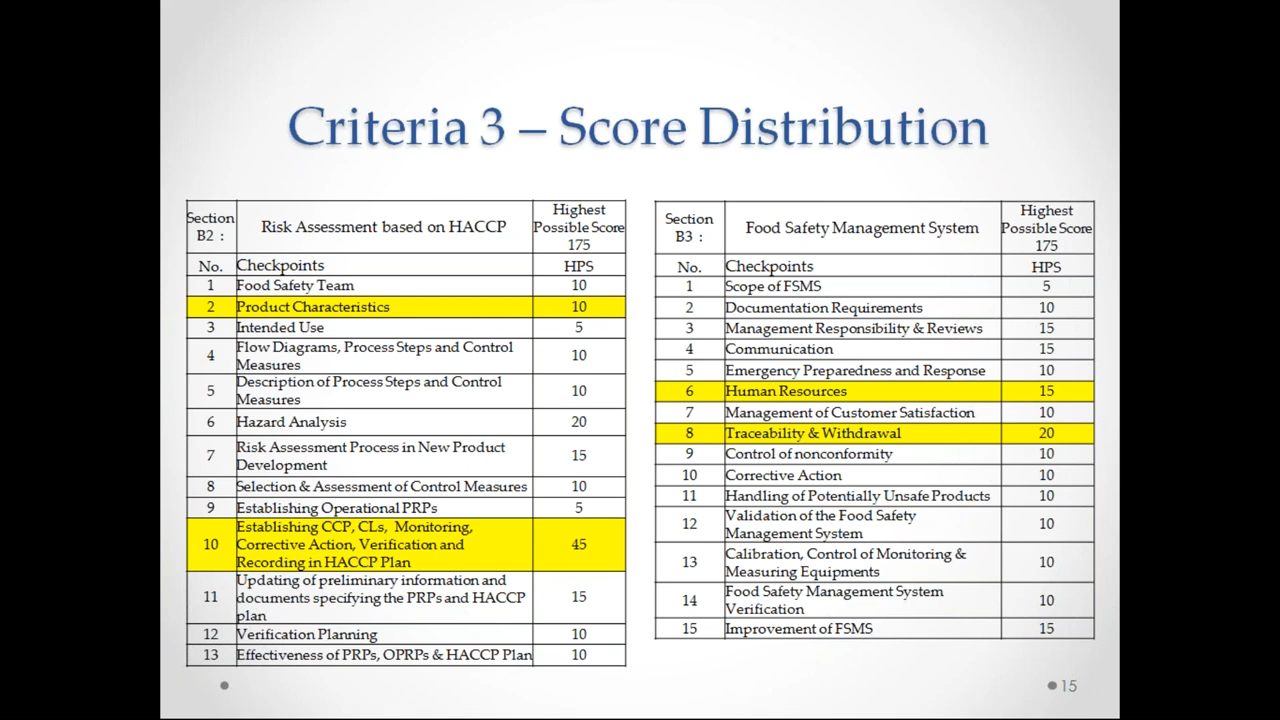 Criteria 3 – Score Distribution
Section B2 : Risk Assessment based on HACCP Highest Possible Score 175
No. Checkpoints HPS
1 Food Safety Team 10
2 Product Characteristics 10
3 Intended Use 5
4 Flow Diagrams, Process Steps and Control Measures 10
5 Description of Process Steps and Control Measures 10
6 Hazard Analysis 20
7 Risk Assessment Process in New Product Development 15
8 Selection & Assessment of Control Measures 10
9 Establishing Operational PRPs 5
10 Establishing CCP, CLs, Monitoring, Corrective Action, Verification and Recording in HACCP Plan 45
11 Updating of preliminary information and documents specifying the PRPs and HACCP plan 15
12 Verification Planning 10
13 Effectiveness of PRPs, OPRPs & HACCP Plan 10
Section B3 : Food Safety Management System Highest Possible Score 175
No. Checkpoints HPS
1 Scope of FSMS 5
2 Documentation Requirements 10
3 Management Responsibility & Reviews 15
4 Communication 15
5 Emergency Preparedness and Response 10
6 Human Resources 15
7 Management of Customer Satisfaction 10
8 Traceability & Withdrawal 20
9 Control of nonconformity 10
10 Corrective Action 10
11 Handling of Potentially Unsafe Products 10
12 Validation of the Food Safety Management System 10
13 Calibration, Control of Monitoring & Measuring Equipments 10
14 Food Safety Management System Verification 10
15 Improvement of FSMS 15
15